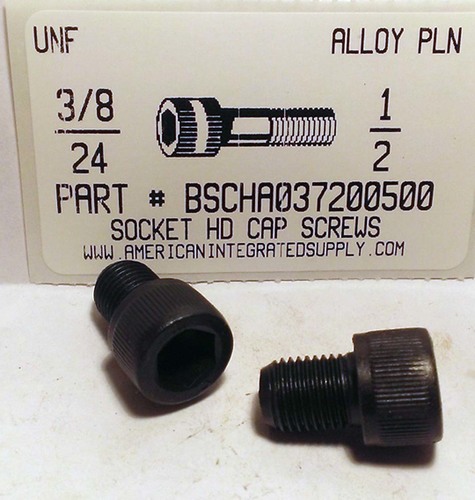 UNF ALLOY PLN
3/8 1
24 2
PART # BSCHA037200500
SOCKET HD CAP SCREWS
WWW.AMERICANINTEGRATEDSUPPLY.COM